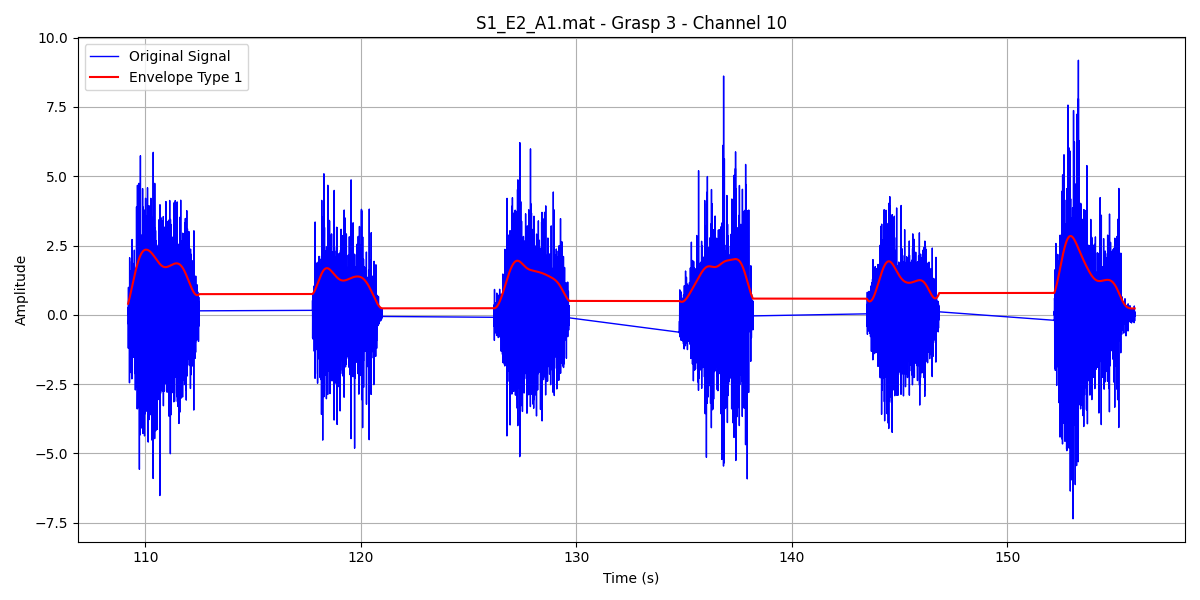 S1_E2_A1.mat - Grasp 3 - Channel 10
Original Signal
Envelope Type 1
Amplitude
10.0
7.5
5.0
2.5
0.0
−2.5
−5.0
−7.5
110 120 130 140 150
Time (s)